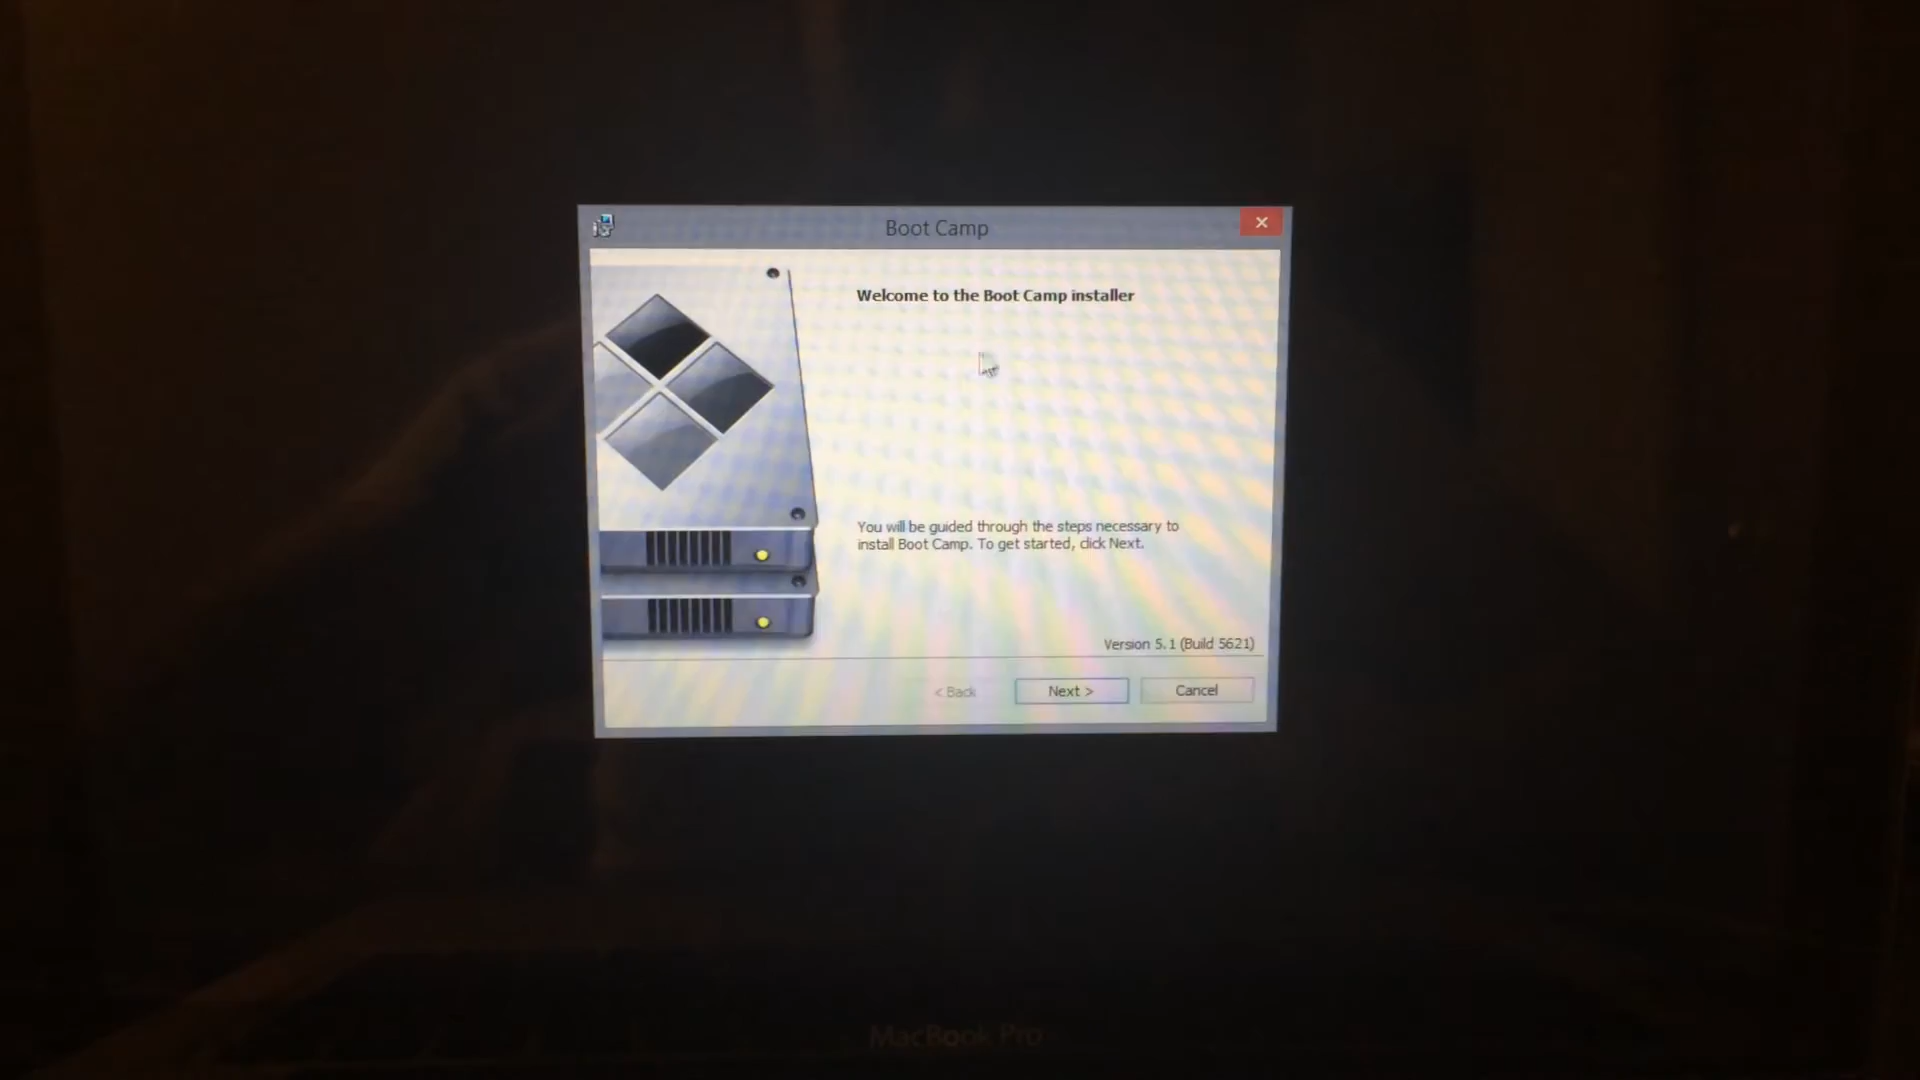 Boot Camp
Welcome to the Boot Camp installer
You will be guided through the steps necessary to
install Boot Camp. To get started, click Next.
Version 5.1 (Build 5621)
< Back
Next >
Cancel
MacBook Pro